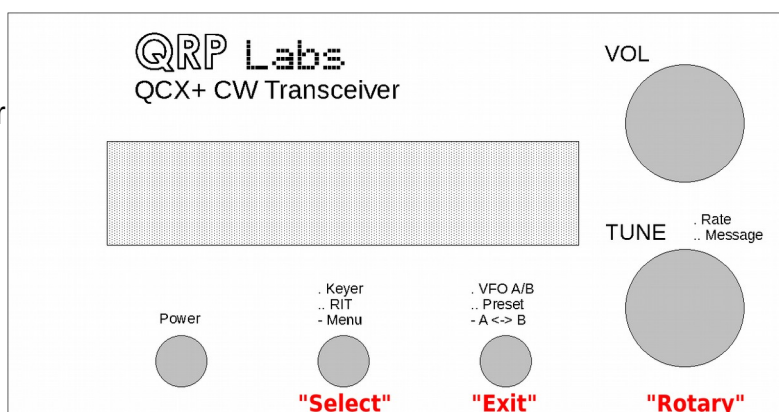 QRP Labs
QCX+ CW Transceiver
VOL
r
TUNE
. Rate
.. Message
Power
. Keyer
.. RIT
- Menu
. VFO A/B
.. Preset
- A <-> B
"Select"
"Exit"
"Rotary"